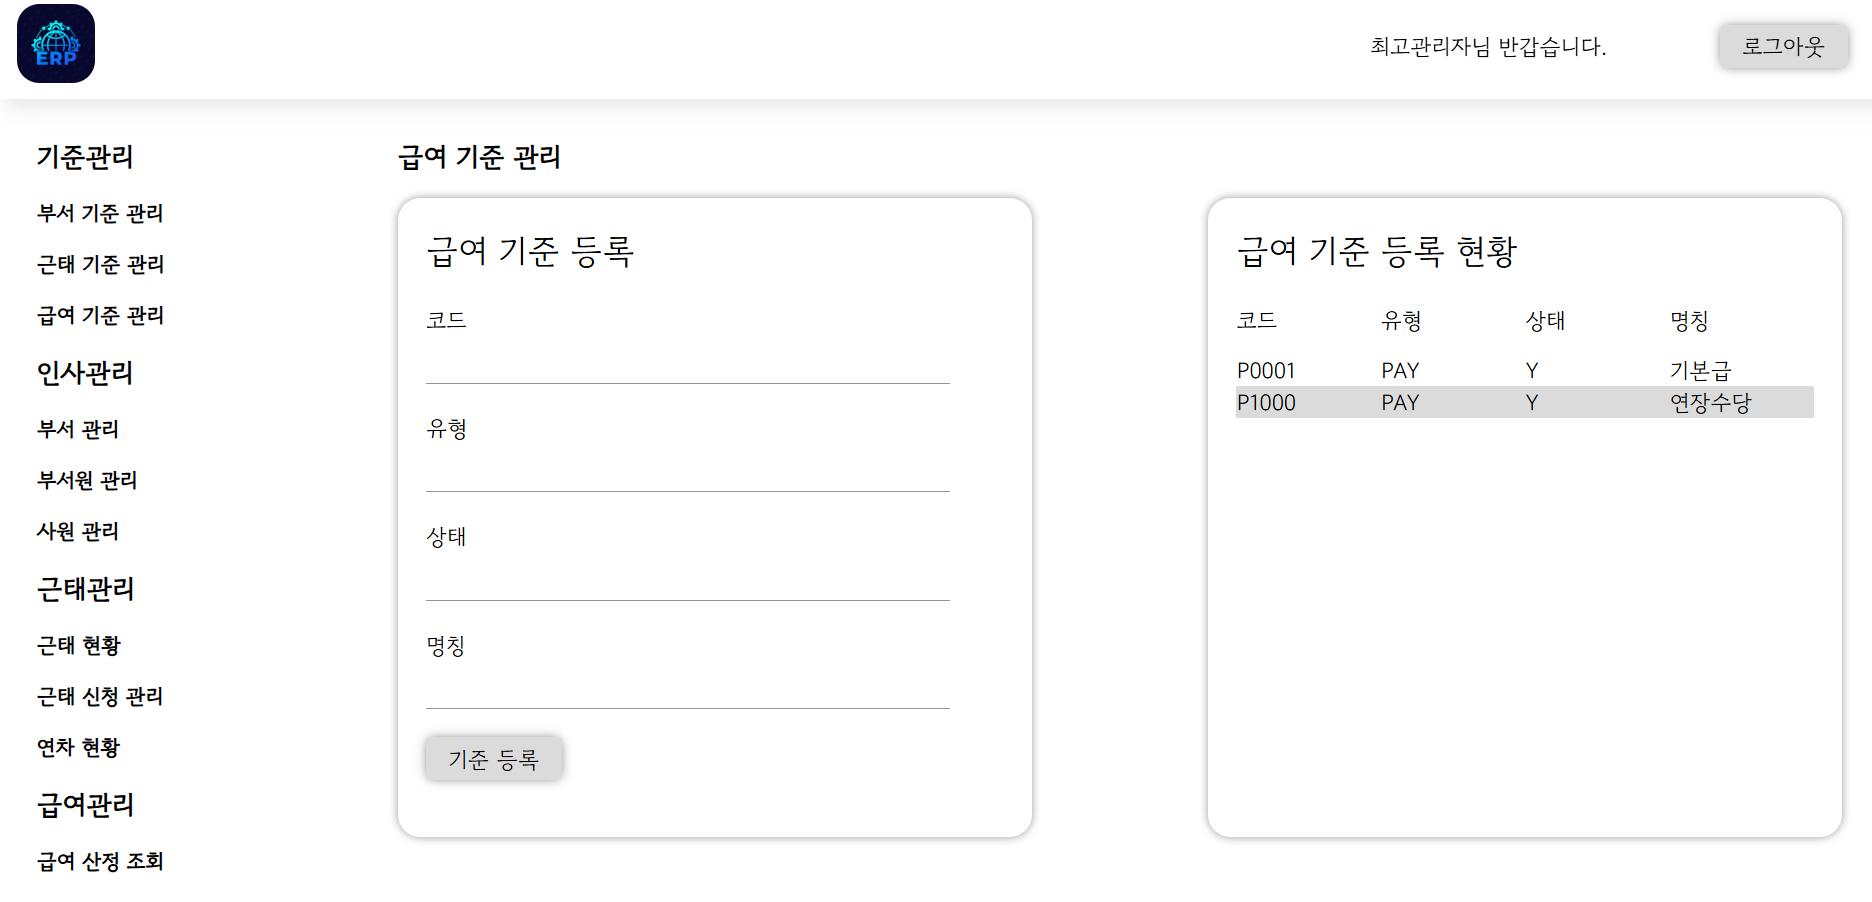 ERP
최고관리자님 반갑습니다.
로그아웃
기준관리
부서 기준 관리
근태 기준 관리
급여 기준 관리
인사관리
부서 관리
부서원 관리
사원 관리
근태관리
근태 현황
근태 신청 관리
연차 현황
급여관리
급여 산정 조회
급여 기준 관리
급여 기준 등록
코드
유형
상태
명칭
기준 등록
급여 기준 등록 현황
코드 유형 상태 명칭
P0001 PAY Y 기본급
P1000 PAY Y 연장수당